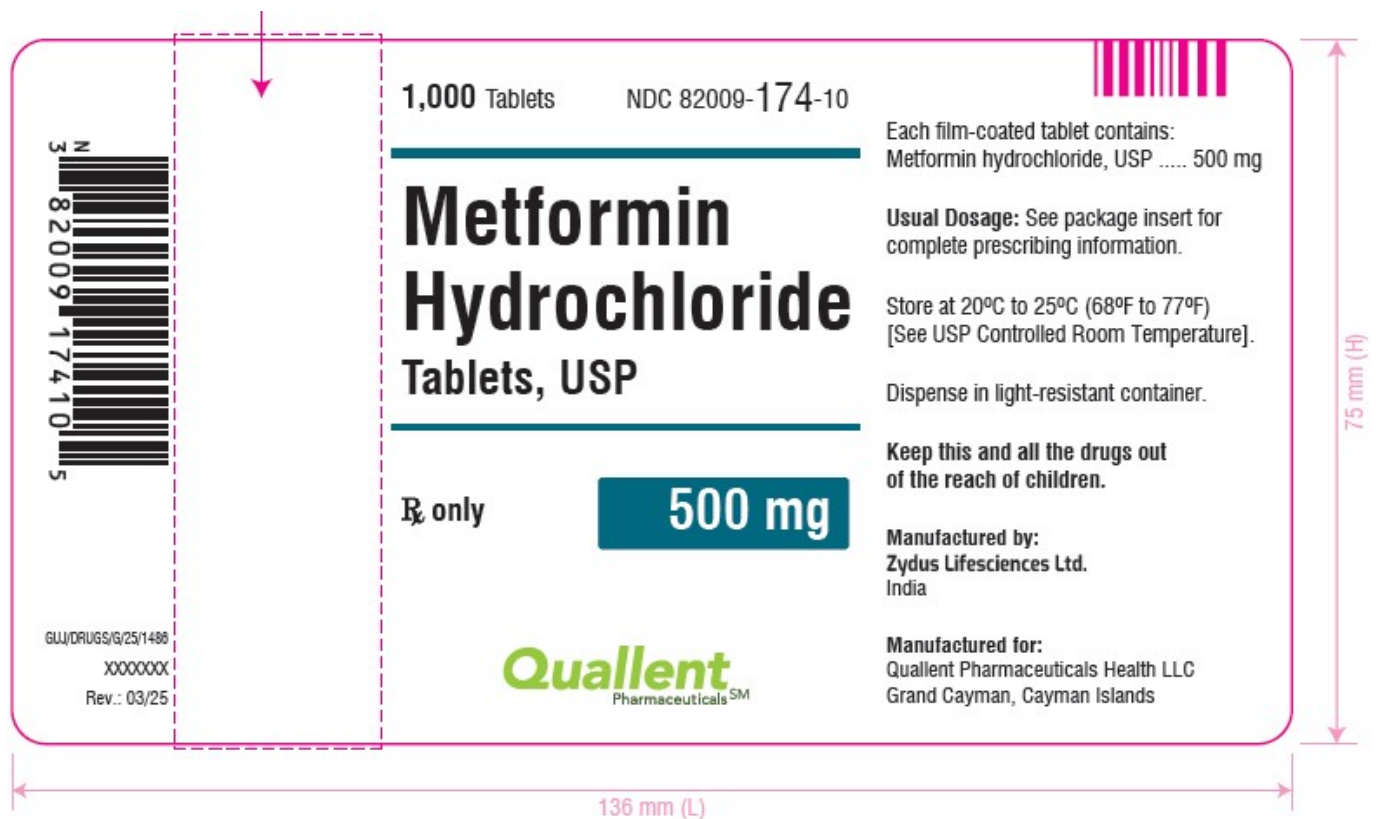 N
3 82009 17410 5
GUJ/DRUGS/G/25/1486
XXXXXXX
Rev.: 03/25
1,000 Tablets NDC 82009-174-10
Metformin
Hydrochloride
Tablets, USP
℞ only 500 mg
Quallent
Pharmaceuticals SM
Each film-coated tablet contains:
Metformin hydrochloride, USP ..... 500 mg
Usual Dosage: See package insert for
complete prescribing information.
Store at 20ºC to 25ºC (68ºF to 77ºF)
[See USP Controlled Room Temperature].
Dispense in light-resistant container.
Keep this and all the drugs out
of the reach of children.
Manufactured by:
Zydus Lifesciences Ltd.
India
Manufactured for:
Quallent Pharmaceuticals Health LLC
Grand Cayman, Cayman Islands
75 mm (H)
136 mm (L)